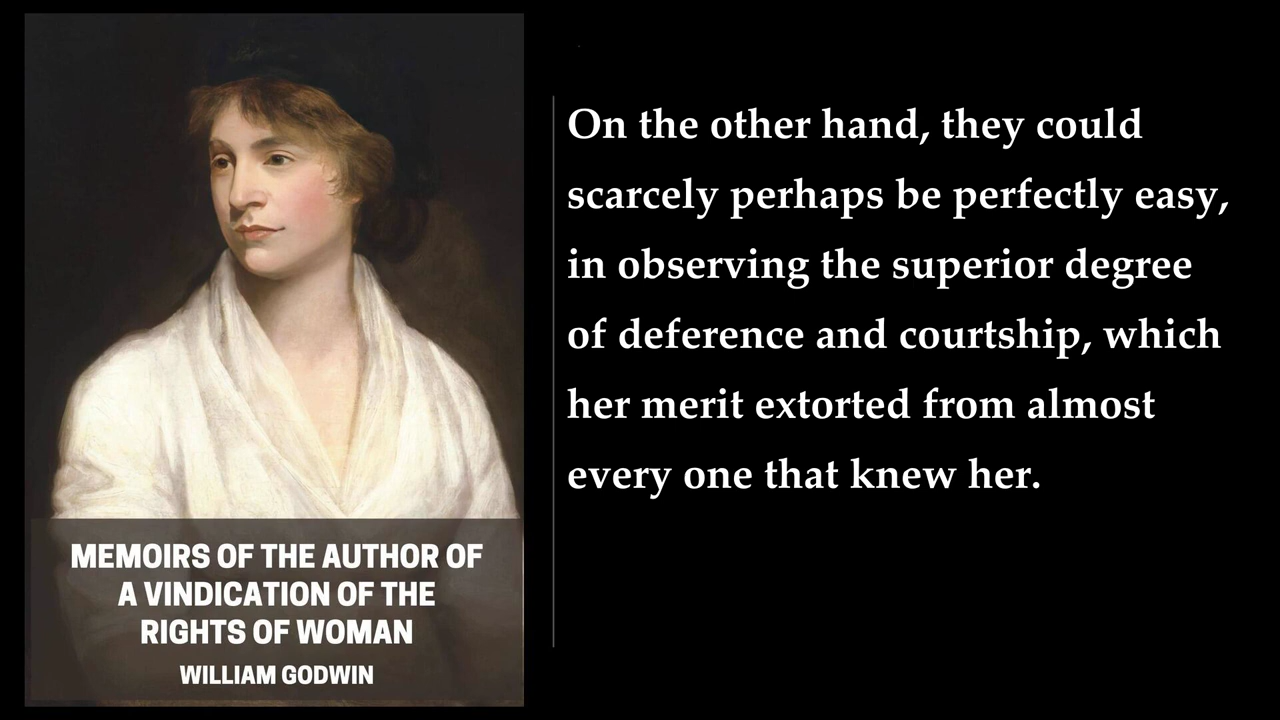 MEMOIRS OF THE AUTHOR OF
A VINDICATION OF THE
RIGHTS OF WOMAN
WILLIAM GODWIN
On the other hand, they could
scarcely perhaps be perfectly easy,
in observing the superior degree
of deference and courtship, which
her merit extorted from almost
every one that knew her.